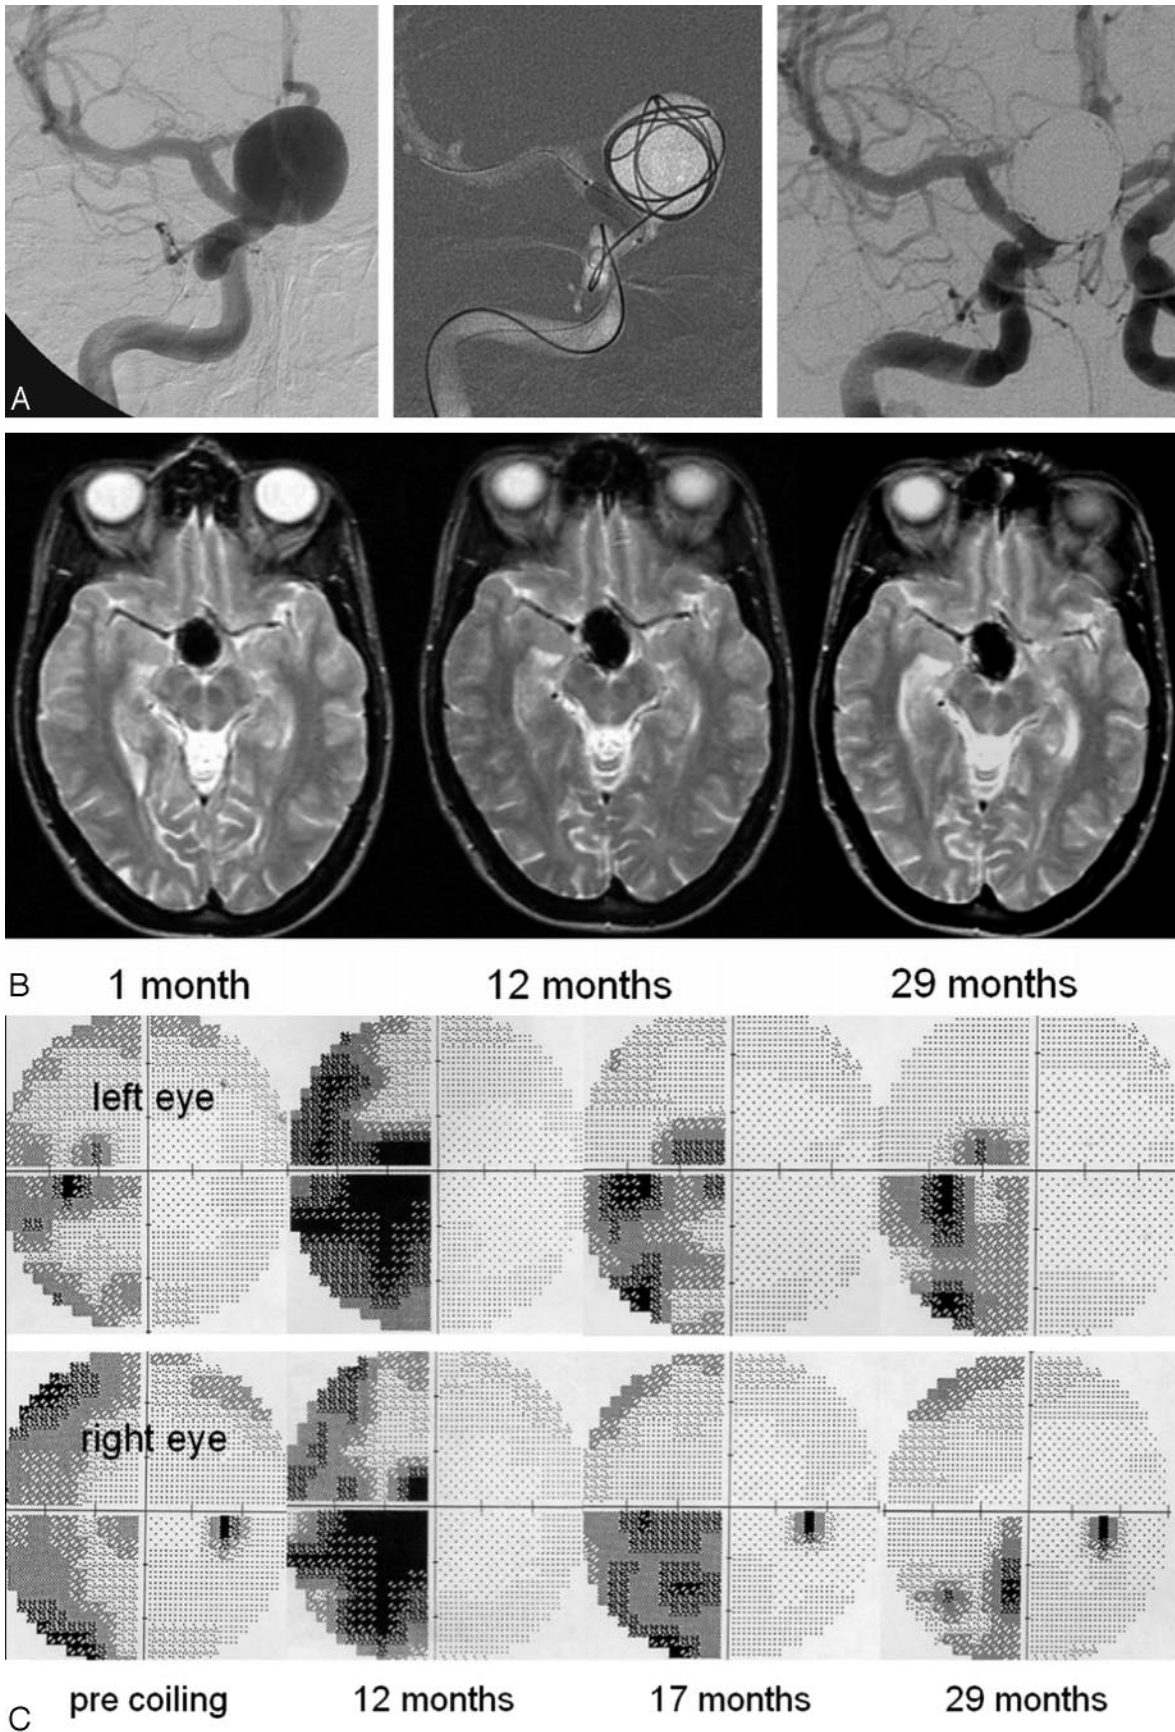 A
B 1 month 12 months 29 months
left eye
right eye
pre coiling 12 months 17 months 29 months
C